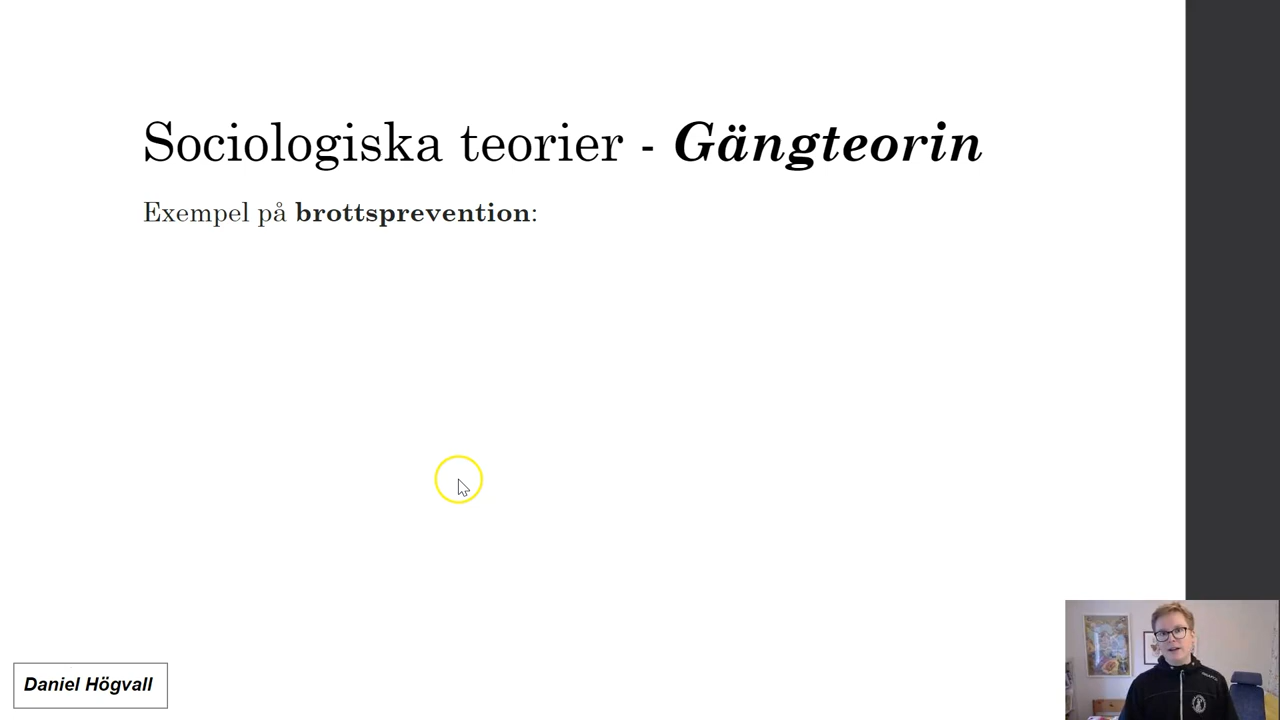 Sociologiska teorier - Gängteorin
Exempel på brottsprevention:
Daniel Högvall